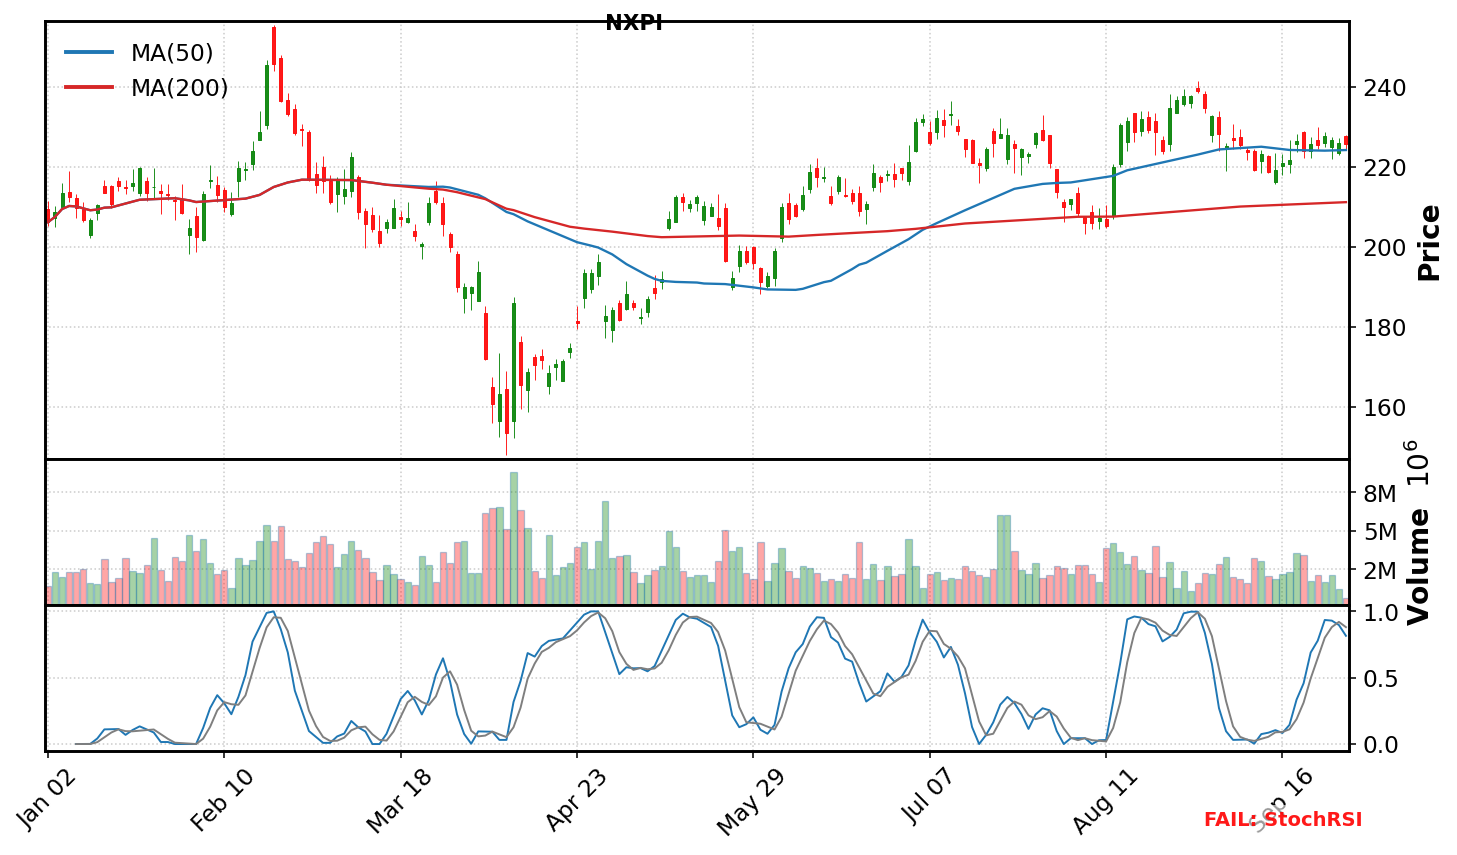 NXPI
MA(50)
MA(200)
240
220
200
180
160
Price
8M
5M
2M
Volume 10^6
1.0
0.5
0.0
Jan 02
Feb 10
Mar 18
Apr 23
May 29
Jul 07
Aug 11
Sep 16
FAIL: StochRSI